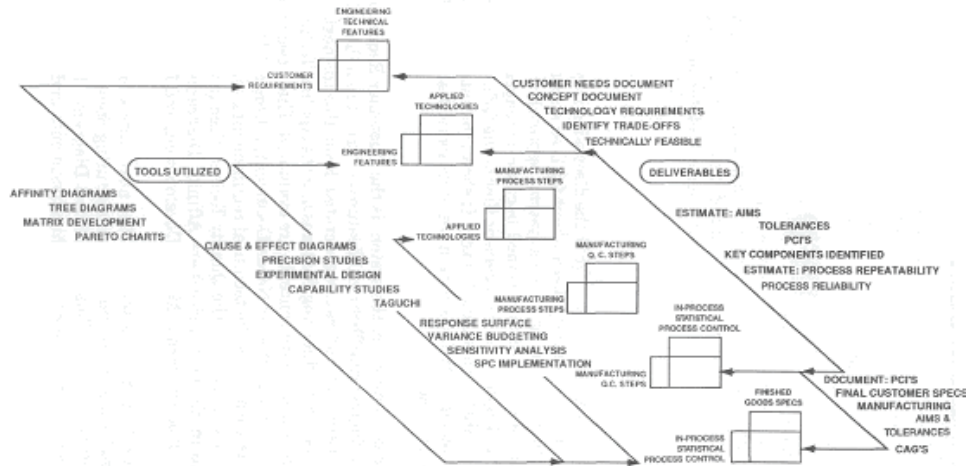 ENGINEERING
TECHNICAL
FEATURES
CUSTOMER
REQUIREMENTS
APPLIED
TECHNOLOGIES
ENGINEERING
FEATURES
MANUFACTURING
PROCESS STEPS
APPLIED
TECHNOLOGIES
MANUFACTURING
Q.C. STEPS
MANUFACTURING
PROCESS STEPS
IN-PROCESS
STATISTICAL
PROCESS CONTROL
MANUFACTURING
Q.C. STEPS
FINISHED
GOODS SPECS
IN-PROCESS
STATISTICAL
PROCESS CONTROL
TOOLS UTILIZED
AFFINITY DIAGRAMS
TREE DIAGRAMS
MATRIX DEVELOPMENT
PARETO CHARTS
CAUSE & EFFECT DIAGRAMS
PRECISION STUDIES
EXPERIMENTAL DESIGN
CAPABILITY STUDIES
TAGUCHI
RESPONSE SURFACE
VARIANCE BUDGETING
SENSITIVITY ANALYSIS
SPC IMPLEMENTATION
CUSTOMER NEEDS DOCUMENT
CONCEPT DOCUMENT
TECHNOLOGY REQUIREMENTS
IDENTIFY TRADE-OFFS
TECHNICALLY FEASIBLE
DELIVERABLES
ESTIMATE: AIMS
TOLERANCES
PCI'S
KEY COMPONENTS IDENTIFIED
ESTIMATE: PROCESS REPEATABILITY
PROCESS RELIABILITY
DOCUMENT: PCI'S
FINAL CUSTOMER SPECS
MANUFACTURING
AIMS &
TOLERANCES
CAG'S